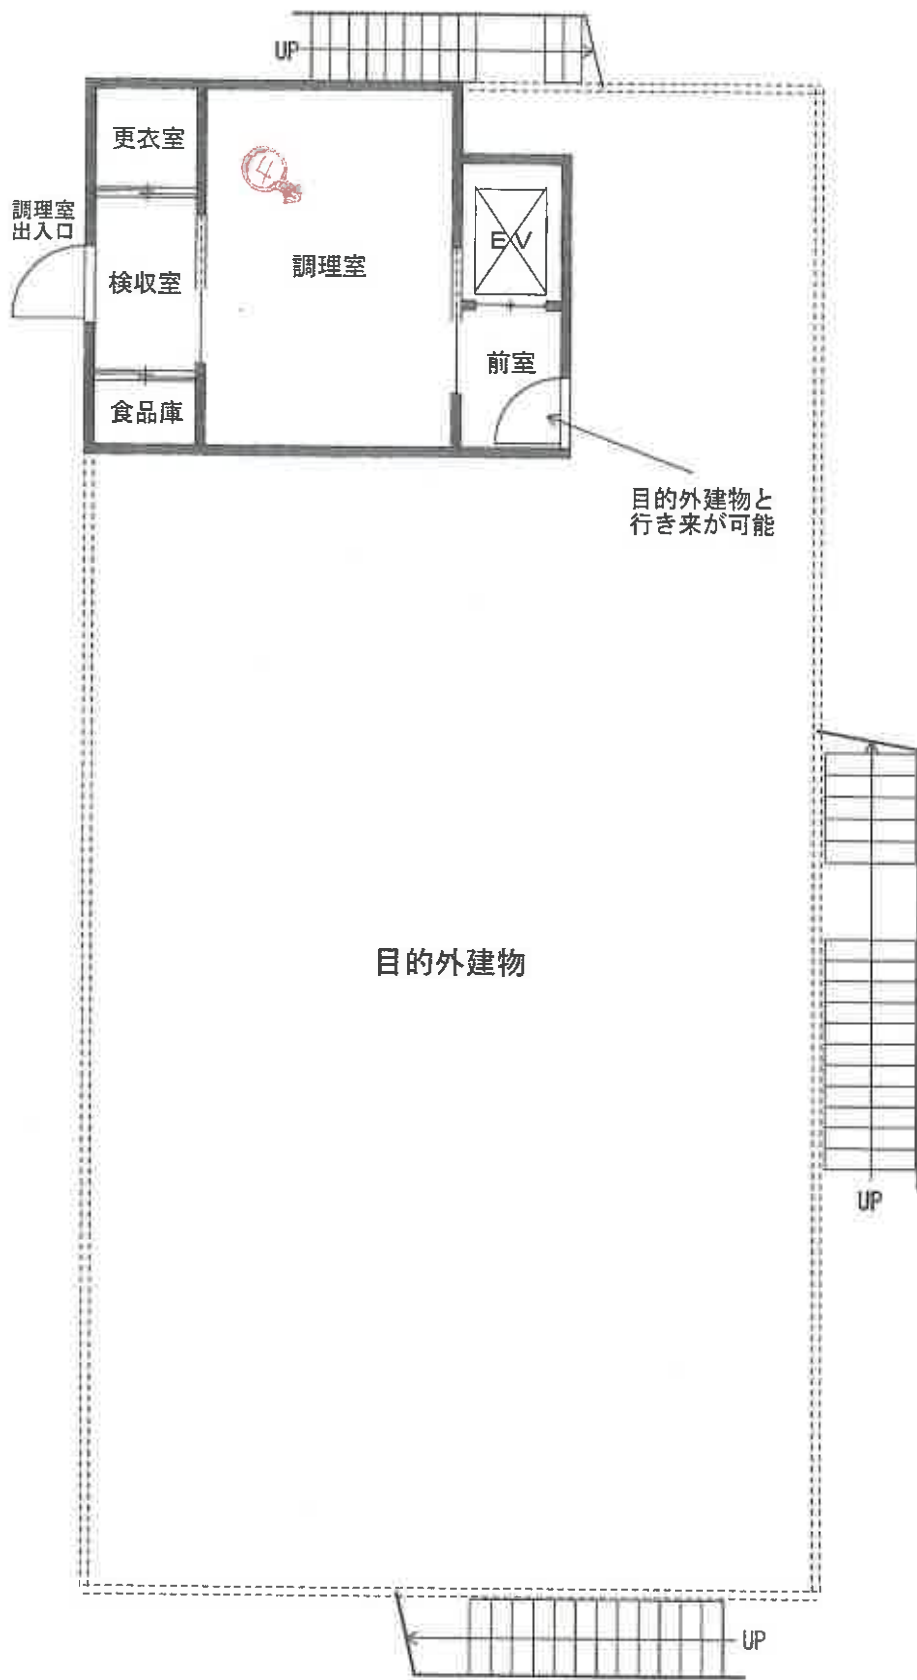 UP
更衣室
④
調理室
出入口
EV
調理室
検収室
前室
食品庫
目的外建物と
行き来が可能
目的外建物
UP
UP